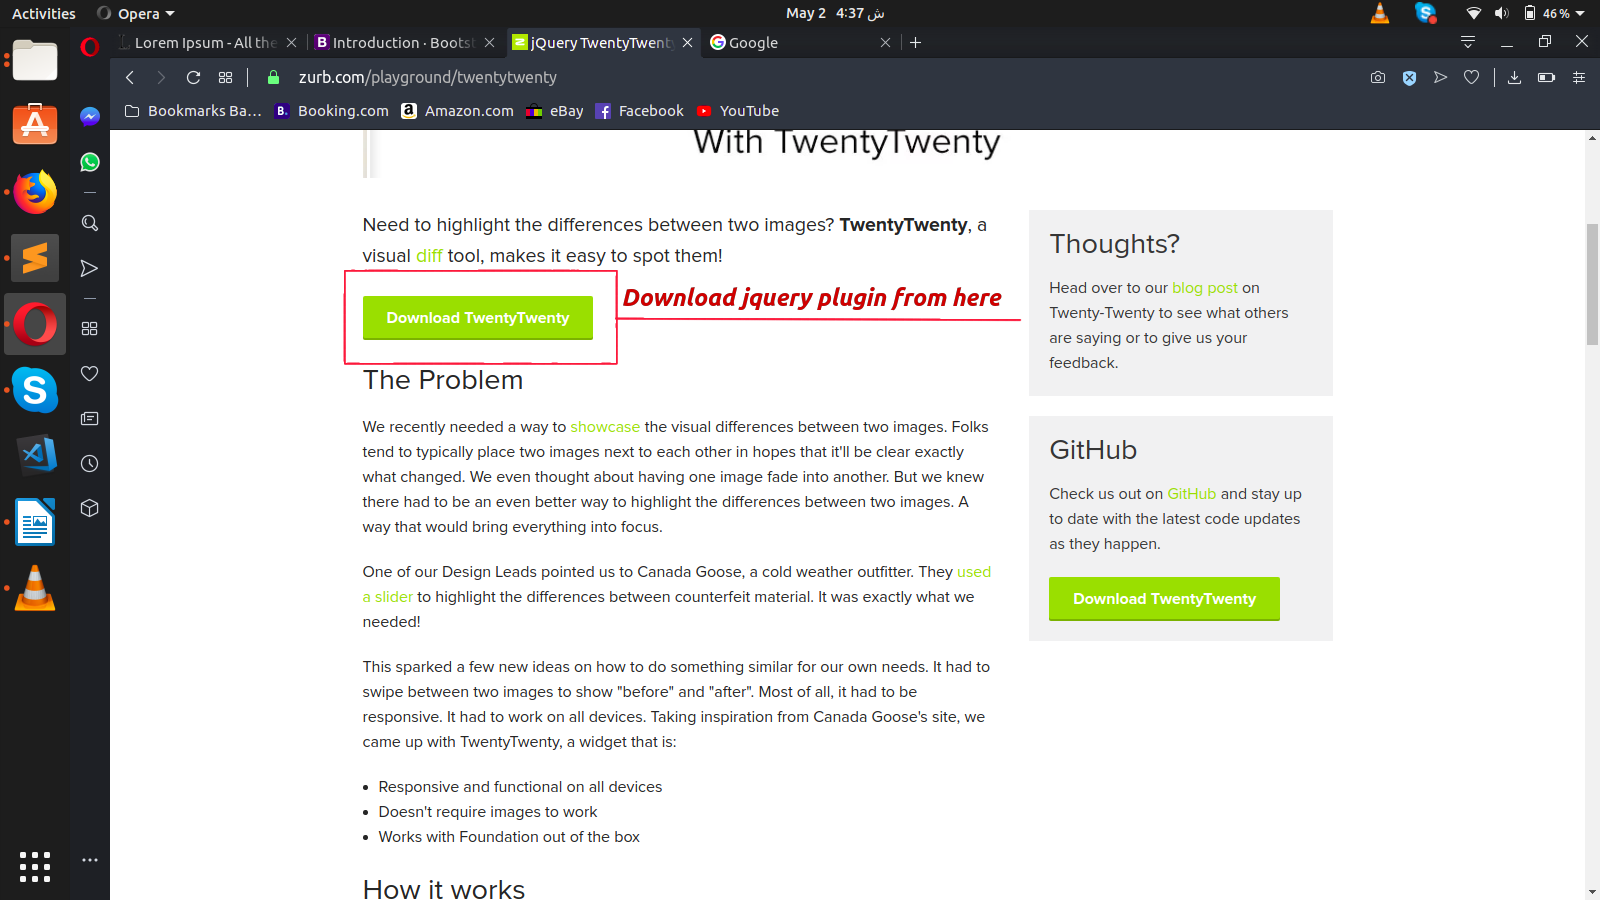 Activities Opera May 2 4:37 ش 46 %
Lorem Ipsum - All the Introduction · Bootst jQuery TwentyTwenty Google
zurb.com/playground/twentytwenty
Bookmarks Ba... B. Booking.com a Amazon.com eBay Facebook YouTube
With TwentyTwenty
Need to highlight the differences between two images? TwentyTwenty, a
visual diff tool, makes it easy to spot them!
Download TwentyTwenty
Download jquery plugin from here
The Problem
We recently needed a way to showcase the visual differences between two images. Folks
tend to typically place two images next to each other in hopes that it'll be clear exactly
what changed. We even thought about having one image fade into another. But we knew
there had to be an even better way to highlight the differences between two images. A
way that would bring everything into focus.
One of our Design Leads pointed us to Canada Goose, a cold weather outfitter. They used
a slider to highlight the differences between counterfeit material. It was exactly what we
needed!
This sparked a few new ideas on how to do something similar for our own needs. It had to
swipe between two images to show "before" and "after". Most of all, it had to be
responsive. It had to work on all devices. Taking inspiration from Canada Goose's site, we
came up with TwentyTwenty, a widget that is:
• Responsive and functional on all devices
• Doesn't require images to work
• Works with Foundation out of the box
How it works
Thoughts?
Head over to our blog post on
Twenty-Twenty to see what others
are saying or to give us your
feedback.
GitHub
Check us out on GitHub and stay up
to date with the latest code updates
as they happen.
Download TwentyTwenty